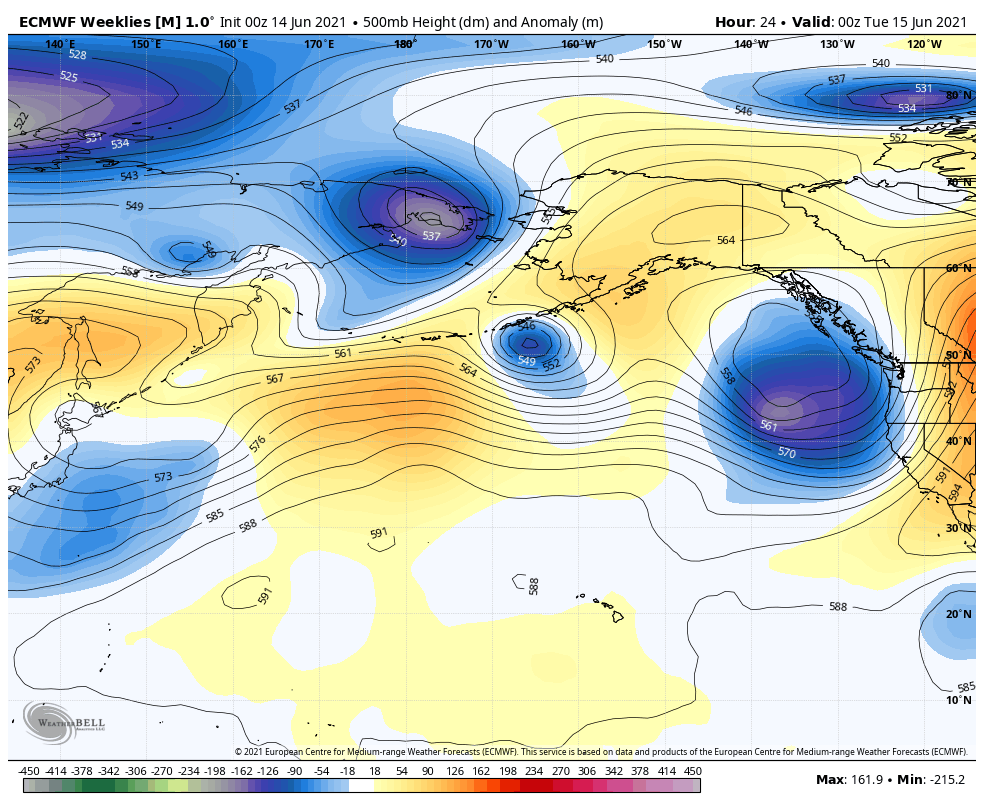 ECMWF Weeklies [M] 1.0° Init 00z 14 Jun 2021 • 500mb Height (dm) and Anomaly (m)
Hour: 24 • Valid: 00z Tue 15 Jun 2021
140°E 150°E 160°E 170°E 180° 170°W 160°W 150°W 140°W 130°W 120°W
528
540
540
525
537
531
80°N
537
546
534
522
552
531
534
543
70°N
549
555
540
537
564
549
558
60°N
546
561
549
552
50°N
573
564
567
558
582
567
561
576
40°N
570
573
591
594
585
588
30°N
591
588
591
588
20°N
585
10°N
WEATHERBELL
Analytics LLC
© 2021 European Centre for Medium-range Weather Forecasts (ECMWF). This service is based on data and products of the European Centre for Medium-range Weather Forecasts (ECMWF).
-450 -414 -378 -342 -306 -270 -234 -198 -162 -126 -90 -54 -18 18 54 90 126 162 198 234 270 306 342 378 414 450
Max: 161.9 • Min: -215.2